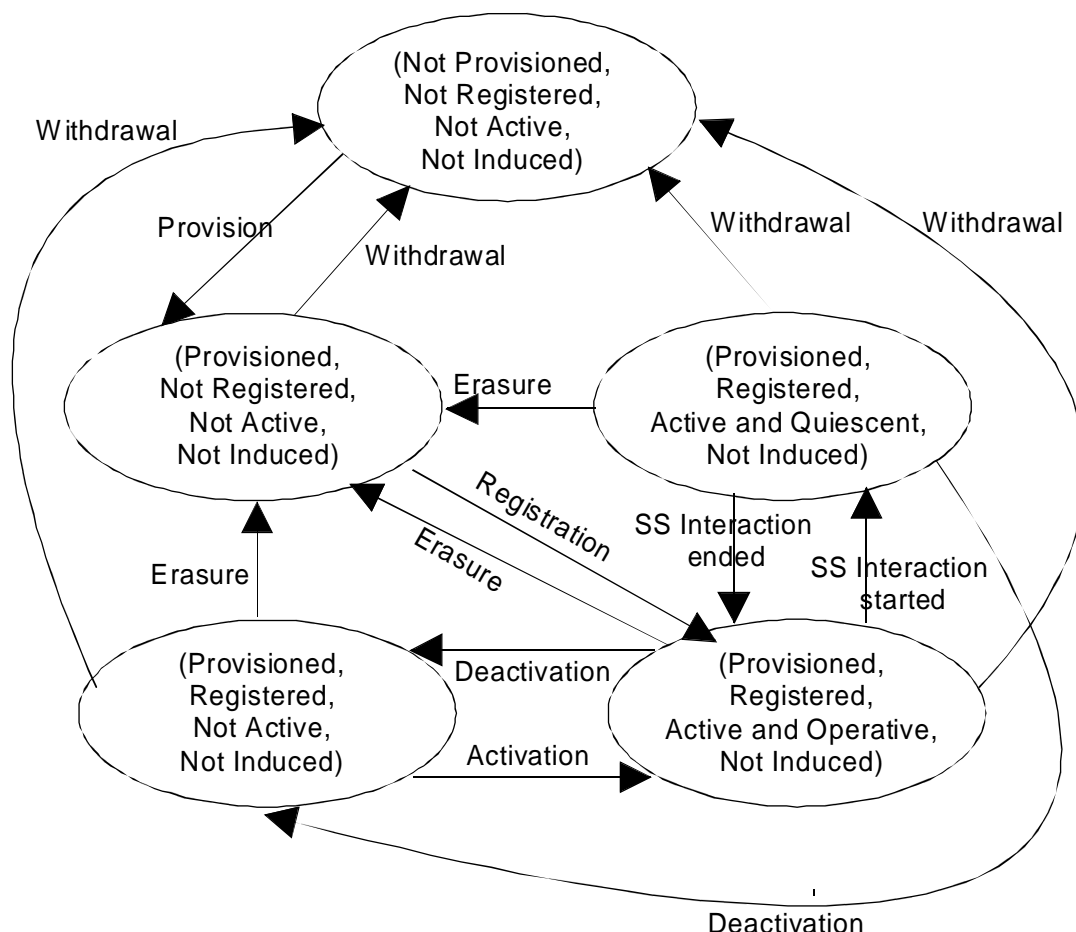 (Not Provisioned,
Not Registered,
Not Active,
Not Induced)
Withdrawal
Provision
Withdrawal
Withdrawal
Withdrawal
(Provisioned,
Not Registered,
Not Active,
Not Induced)
Erasure
(Provisioned,
Registered,
Active and Quiescent,
Not Induced)
Registration
Erasure
SS Interaction
ended
SS Interaction
started
Erasure
(Provisioned,
Registered,
Not Active,
Not Induced)
Deactivation
Activation
(Provisioned,
Registered,
Active and Operative,
Not Induced)
Deactivation